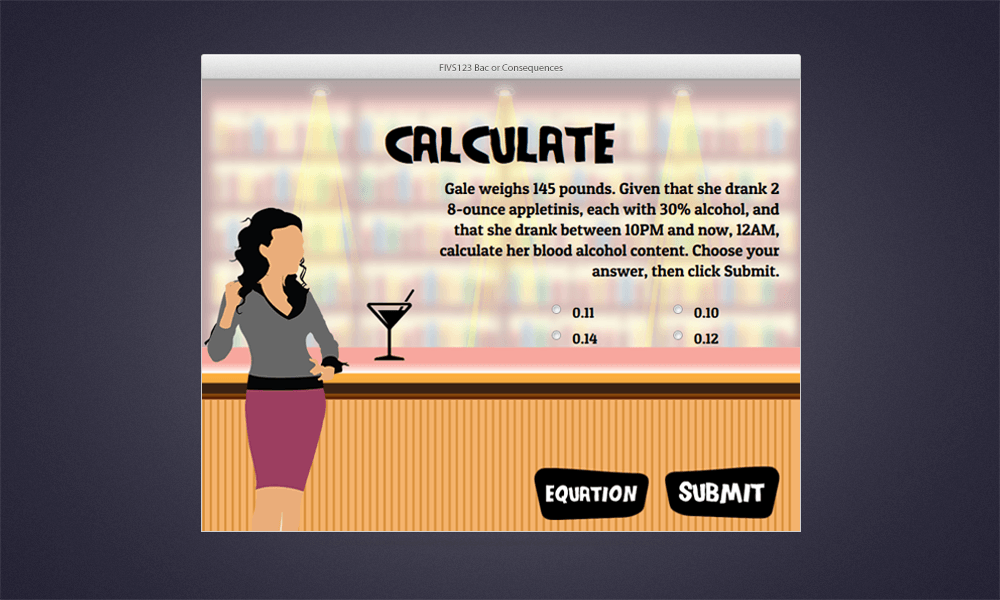 FIVS123 Bac or Consequences
CALCULATE
Gale weighs 145 pounds. Given that she drank 2
8-ounce appletinis, each with 30% alcohol, and
that she drank between 10PM and now, 12AM,
calculate her blood alcohol content. Choose your
answer, then click Submit.
0.11 0.10
0.14 0.12
EQUATION SUBMIT